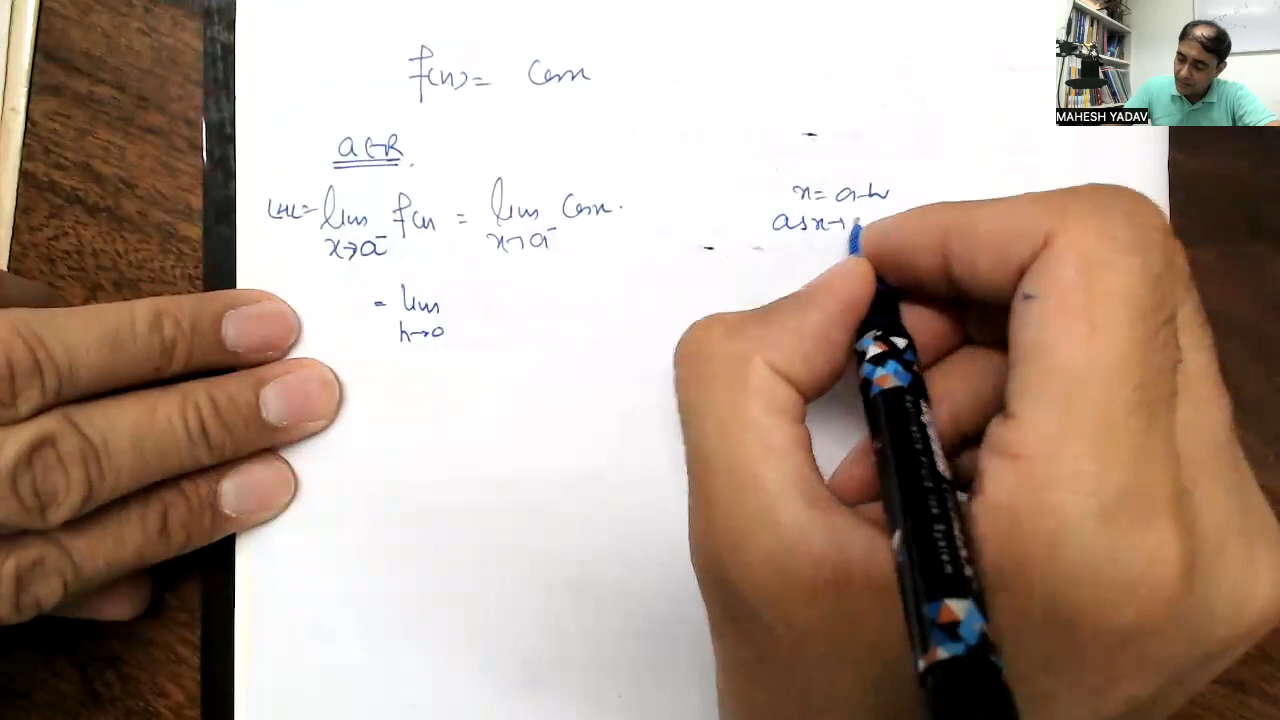 f(x) = cos x
a ∈ R.
LHL = lim x→a⁻ f(x) = lim x→a⁻ cos x.
= lim h→0
x = a-h
as x→
MAHESH YADAV